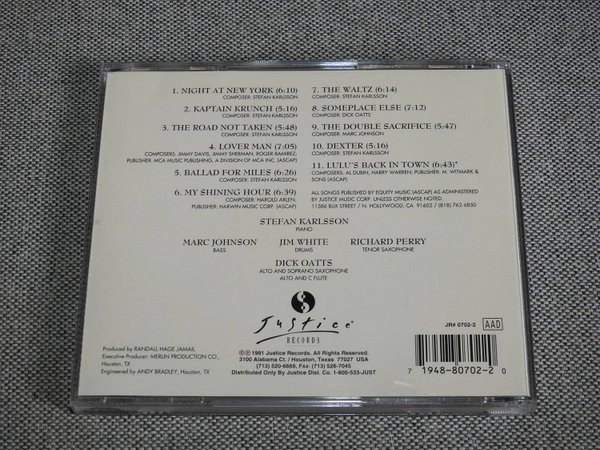 1. NIGHT AT NEW YORK (6:10)
COMPOSER: STEFAN KARLSSON
2. KAPTAIN KRUNCH (5:16)
COMPOSER: STEFAN KARLSSON
3. THE ROAD NOT TAKEN (5:48)
COMPOSER: STEFAN KARLSSON
4. LOVER MAN (7:05)
COMPOSERS: JIMMY DAVIS, JIMMY SHERMAN, ROGER RAMIREZ;
PUBLISHER: MCA MUSIC PUBLISHING, A DIVISION OF MCA INC. (ASCAP)
5. BALLAD FOR MILES (6:26)
COMPOSER: STEFAN KARLSSON
6. MY SHINING HOUR (6:39)
COMPOSER: HAROLD ARLEN;
PUBLISHER: HARWIN MUSIC CORP. (ASCAP)
7. THE WALTZ (6:14)
COMPOSER: STEFAN KARLSSON
8. SOMEPLACE ELSE (7:12)
COMPOSER: DICK OATTS
9. THE DOUBLE SACRIFICE (5:47)
COMPOSER: MARC JOHNSON
10. DEXTER (5:16)
COMPOSER: STEFAN KARLSSON
11. LULU'S BACK IN TOWN (6:43)*
COMPOSER: AL DUBIN, HARRY WARREN; PUBLISHER: M. WITMARK &
SONS (ASCAP)
ALL SONGS PUBLISHED BY EQUITY MUSIC (ASCAP) AS ADMINISTERED
BY JUSTICE MUSIC CORP. UNLESS OTHERWISE NOTED.
11586 BLIX STREET / N. HOLLYWOOD, CA. 91602 / (818) 762-6850
STEFAN KARLSSON
PIANO
MARC JOHNSON JIM WHITE RICHARD PERRY
BASS DRUMS TENOR SAXOPHONE
DICK OATTS
ALTO AND SOPRANO SAXOPHONE
ALTO AND C FLUTE
Justice
RECORDS
Produced by RANDALL HAGE JAMAIL
Executive Producer: MERLIN PRODUCTION CO.,
Houston, TX
Engineered by ANDY BRADLEY, Houston, TX
©℗ 1991 Justice Records. All Rights Reserved.
3100 Alabama Ct. / Houston, Texas 77027 USA
(713) 520-6669, Fax: (713) 526-7045
Distributed Only By Justice Dist. Co. 1-800-533-JUST
JR# 0702-2 AAD
7 1948-80702-2 0